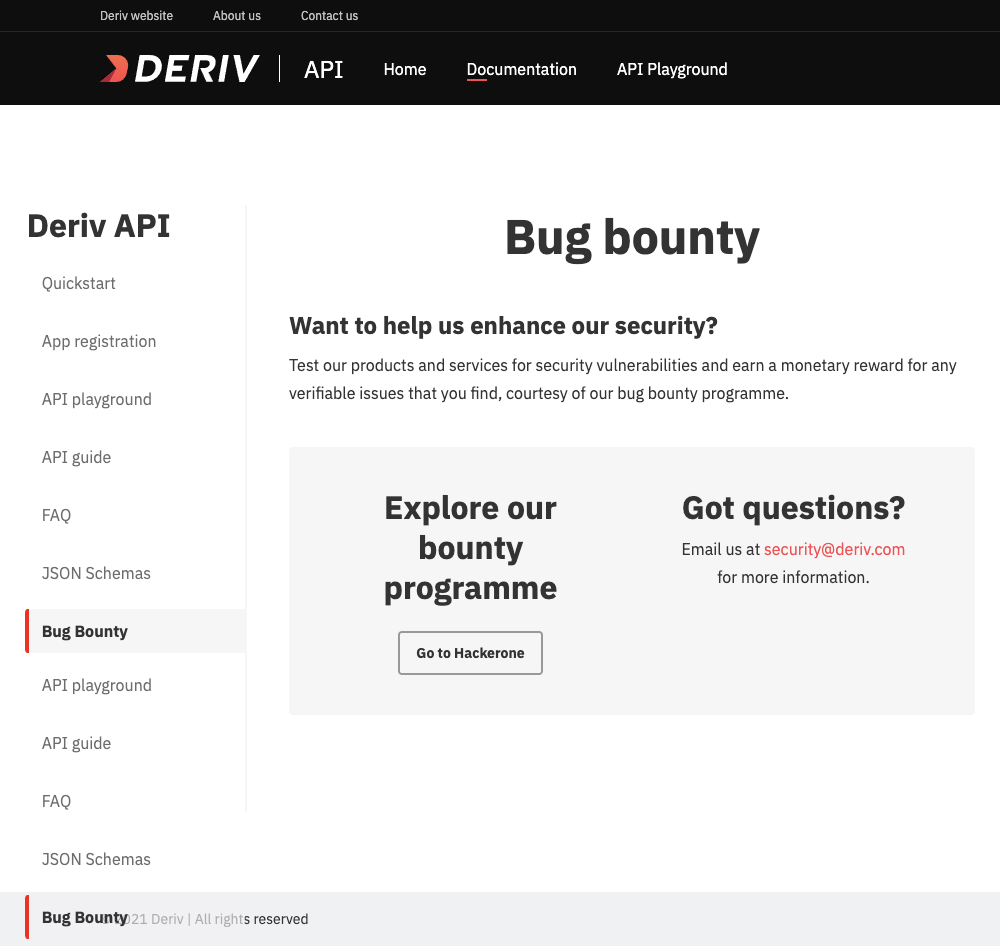 Deriv website About us Contact us
DERIV API Home Documentation API Playground
Deriv API
Quickstart
App registration
API playground
API guide
FAQ
JSON Schemas
Bug Bounty
API playground
API guide
FAQ
JSON Schemas
Bug Bounty
Bug bounty
Want to help us enhance our security?
Test our products and services for security vulnerabilities and earn a monetary reward for any
verifiable issues that you find, courtesy of our bug bounty programme.
Explore our
bounty
programme
Go to Hackerone
Got questions?
Email us at security@deriv.com
for more information.
21 Deriv | All rights reserved